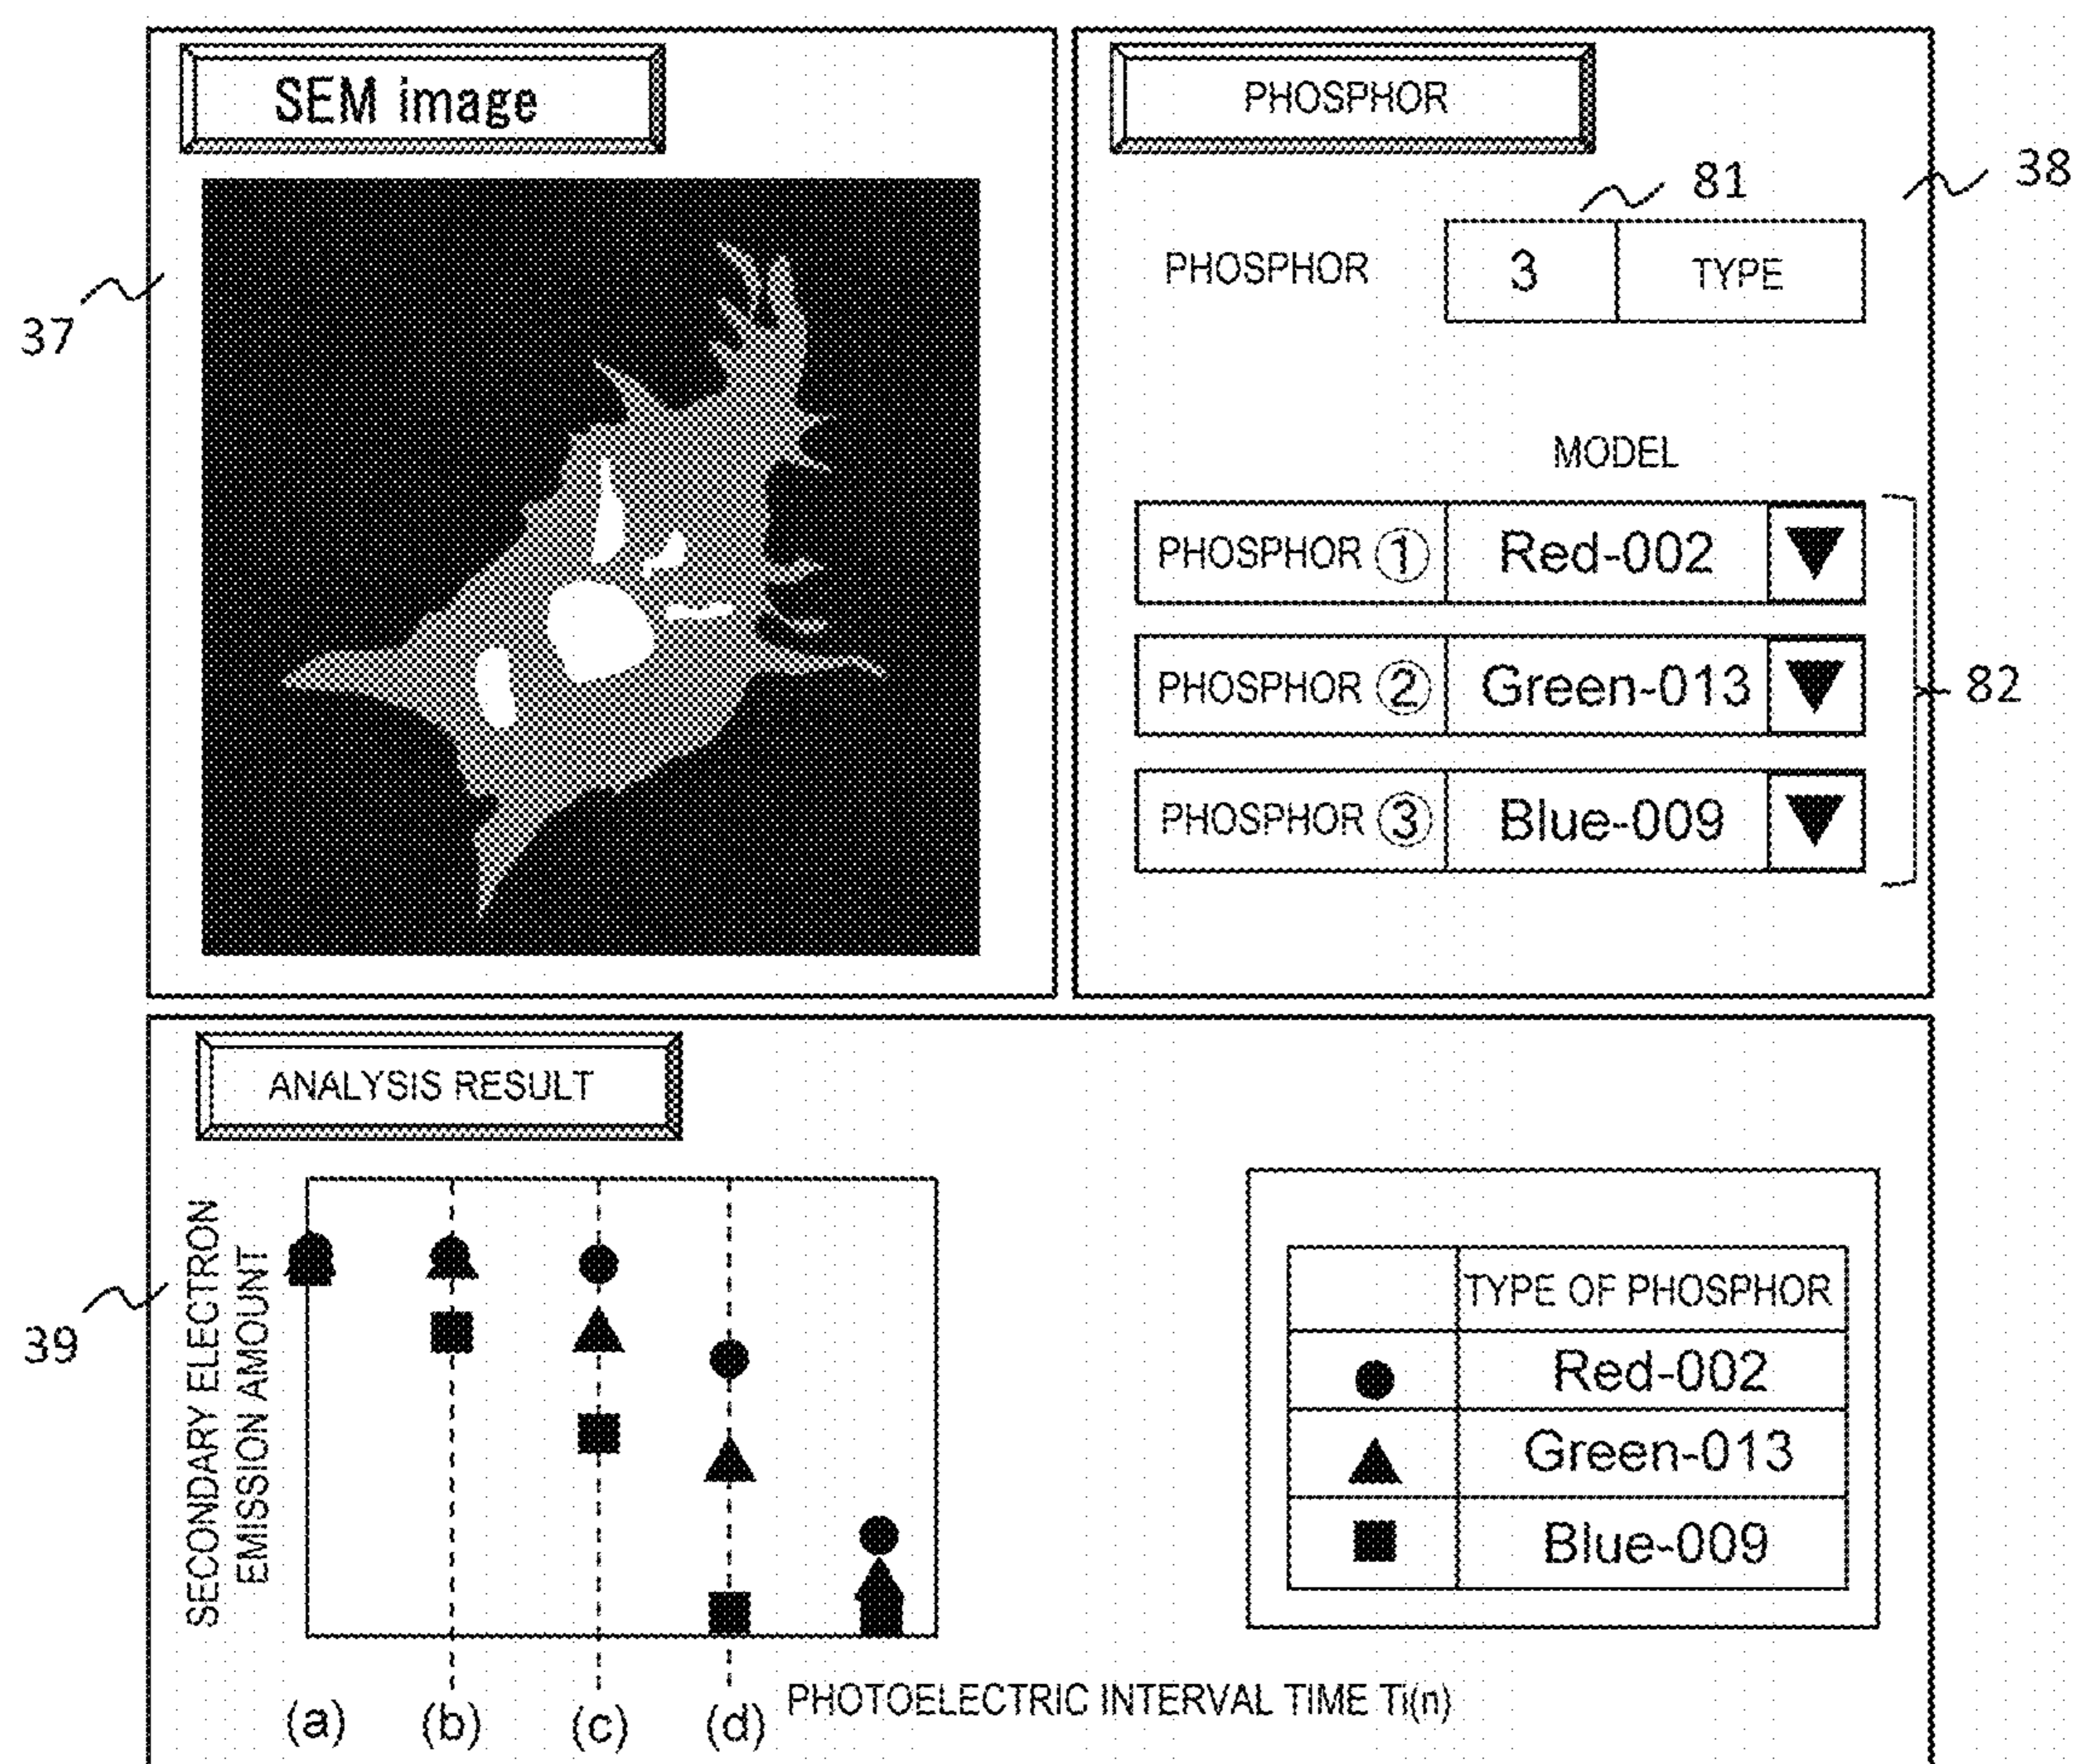 SEM image
37
PHOSPHOR
81
38
PHOSPHOR 3 TYPE
MODEL
PHOSPHOR ① Red-002 ▼
PHOSPHOR ② Green-013 ▼
PHOSPHOR ③ Blue-009 ▼
82
ANALYSIS RESULT
39
SECONDARY ELECTRON
EMISSION AMOUNT
(a) (b) (c) (d)
PHOTOELECTRIC INTERVAL TIME Ti(n)
TYPE OF PHOSPHOR
● Red-002
▲ Green-013
■ Blue-009